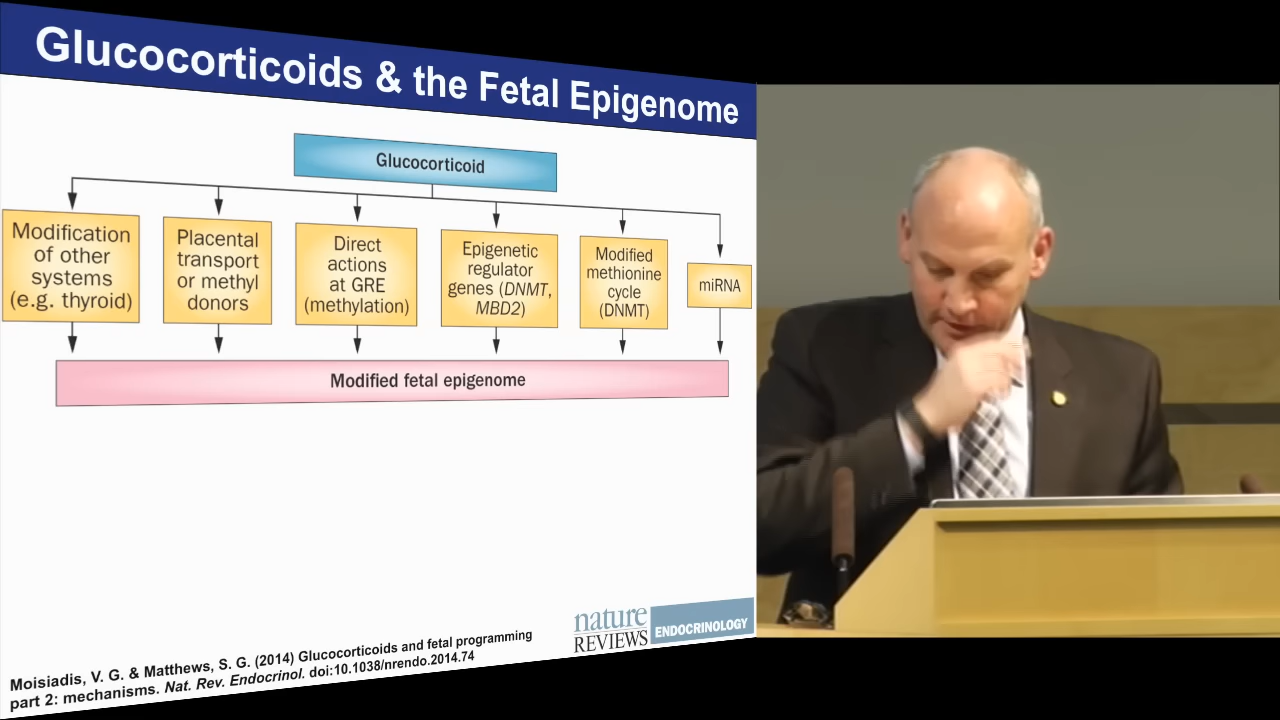 Glucocorticoids & the Fetal Epigenome
Glucocorticoid
Modification
of other
systems
(e.g. thyroid)
Placental
transport
or methyl
donors
Direct
actions
at GRE
(methylation)
Epigenetic
regulator
genes (DNMT,
MBD2)
Modified
methionine
cycle
(DNMT)
miRNA
Modified fetal epigenome
nature
REVIEWS
ENDOCRINOLOGY
Moisiadis, V. G. & Matthews, S. G. (2014) Glucocorticoids and fetal programming
part 2: mechanisms. Nat. Rev. Endocrinol. doi:10.1038/nrendo.2014.74